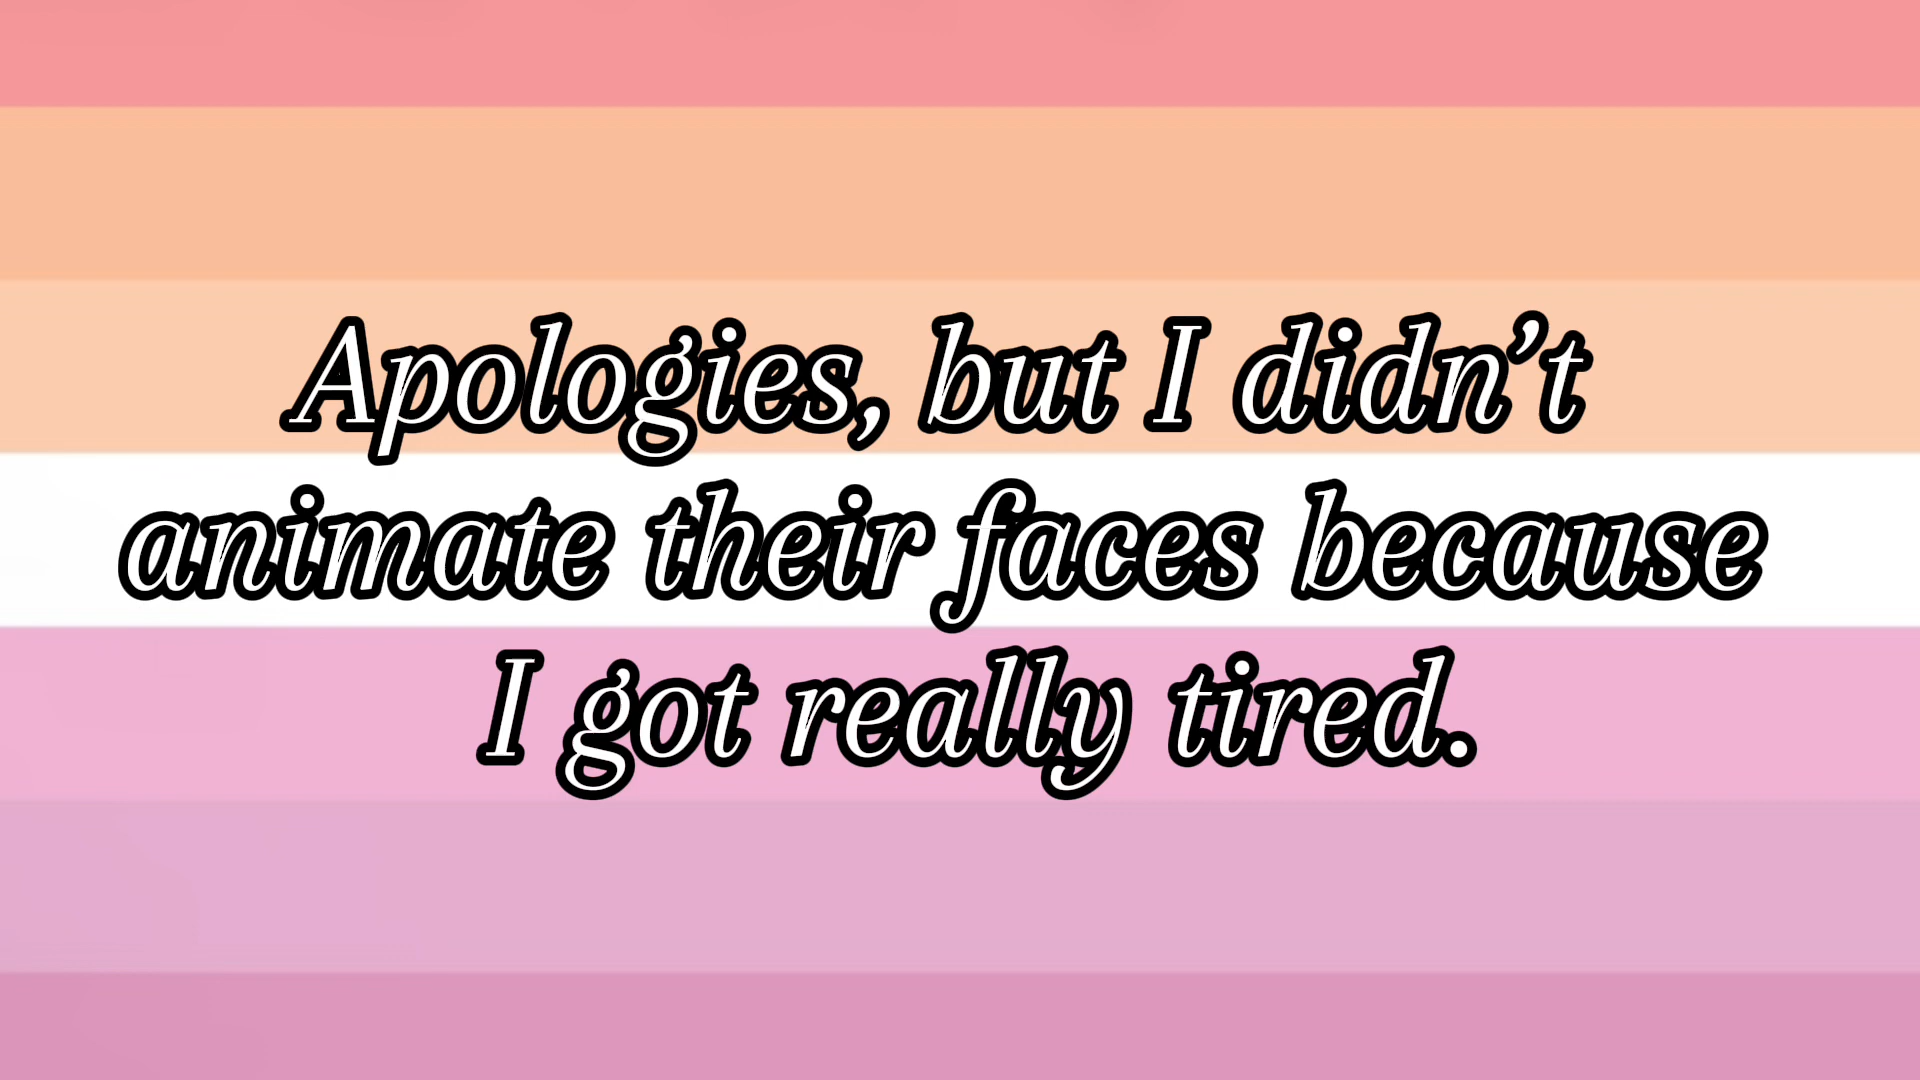 Apologies, but I didn’t
animate their faces because
I got really tired.